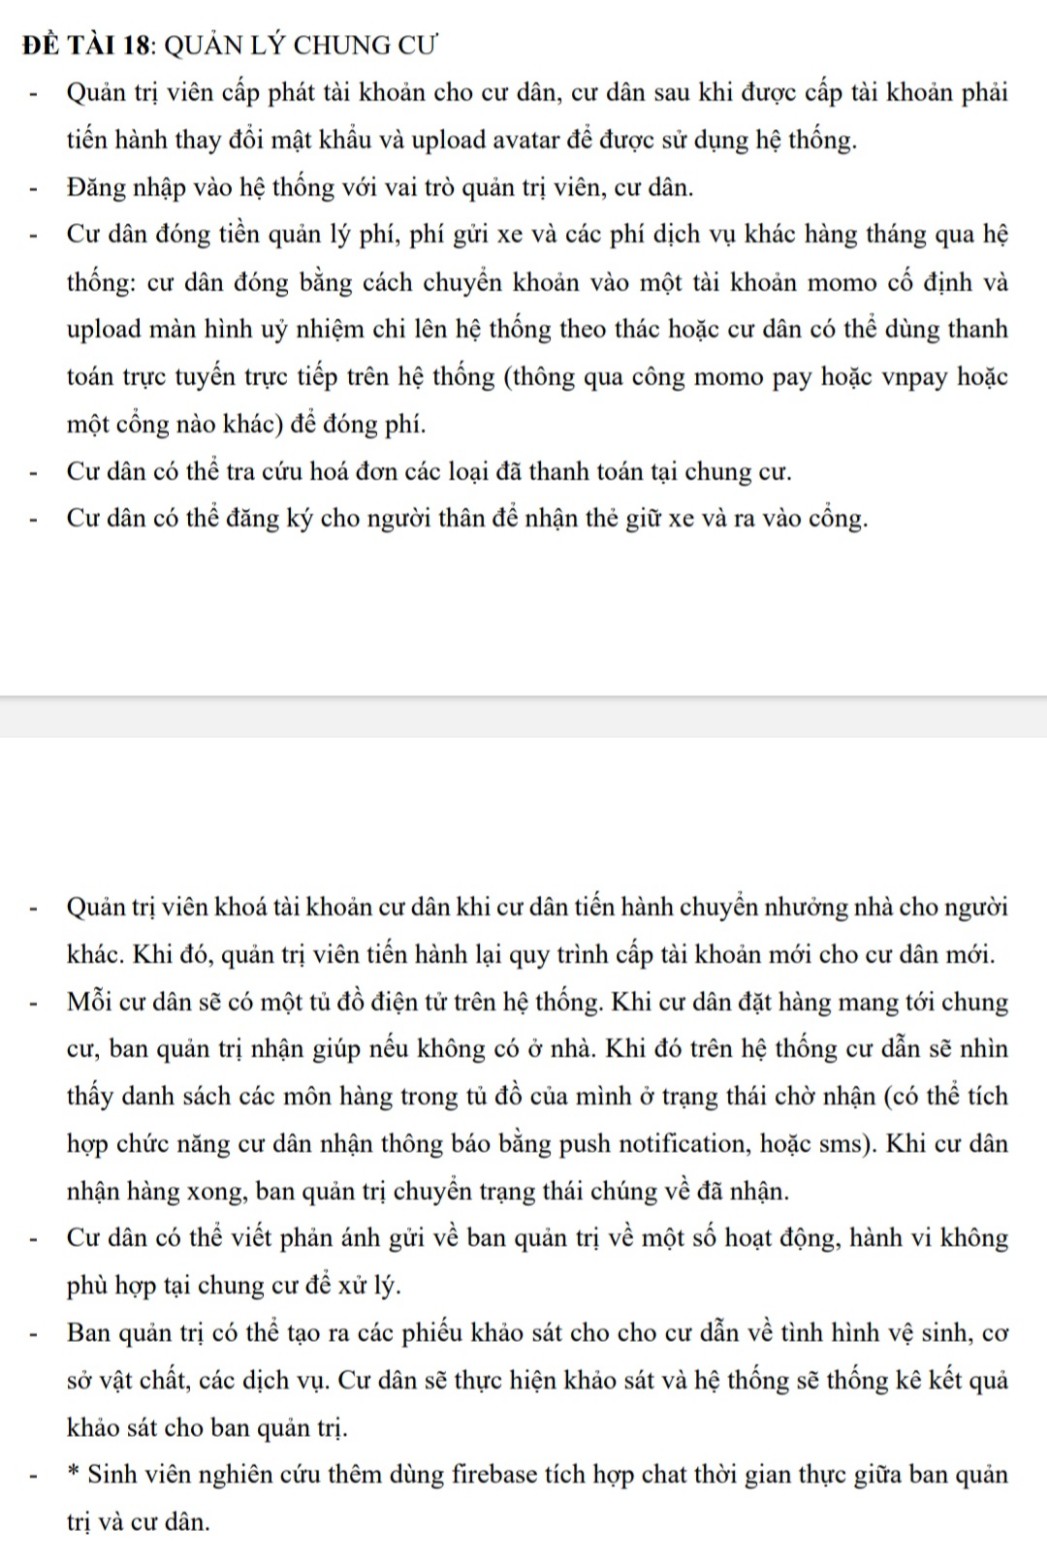 ĐỀ TÀI 18: QUẢN LÝ CHUNG CƯ
- Quản trị viên cấp phát tài khoản cho cư dân, cư dân sau khi được cấp tài khoản phải
tiến hành thay đổi mật khẩu và upload avatar để được sử dụng hệ thống.
- Đăng nhập vào hệ thống với vai trò quản trị viên, cư dân.
- Cư dân đóng tiền quản lý phí, phí gửi xe và các phí dịch vụ khác hàng tháng qua hệ
thống: cư dân đóng bằng cách chuyển khoản vào một tài khoản momo cố định và
upload màn hình uỷ nhiệm chi lên hệ thống theo thác hoặc cư dân có thể dùng thanh
toán trực tuyến trực tiếp trên hệ thống (thông qua công momo pay hoặc vnpay hoặc
một cổng nào khác) để đóng phí.
- Cư dân có thể tra cứu hoá đơn các loại đã thanh toán tại chung cư.
- Cư dân có thể đăng ký cho người thân để nhận thẻ giữ xe và ra vào cổng.
- Quản trị viên khoá tài khoản cư dân khi cư dân tiến hành chuyển nhưởng nhà cho người
khác. Khi đó, quản trị viên tiến hành lại quy trình cấp tài khoản mới cho cư dân mới.
- Mỗi cư dân sẽ có một tủ đồ điện tử trên hệ thống. Khi cư dân đặt hàng mang tới chung
cư, ban quản trị nhận giúp nếu không có ở nhà. Khi đó trên hệ thống cư dẫn sẽ nhìn
thấy danh sách các môn hàng trong tủ đồ của mình ở trạng thái chờ nhận (có thể tích
hợp chức năng cư dân nhận thông báo bằng push notification, hoặc sms). Khi cư dân
nhận hàng xong, ban quản trị chuyển trạng thái chúng về đã nhận.
- Cư dân có thể viết phản ánh gửi về ban quản trị về một số hoạt động, hành vi không
phù hợp tại chung cư để xử lý.
- Ban quản trị có thể tạo ra các phiếu khảo sát cho cho cư dẫn về tình hình vệ sinh, cơ
sở vật chất, các dịch vụ. Cư dân sẽ thực hiện khảo sát và hệ thống sẽ thống kê kết quả
khảo sát cho ban quản trị.
- * Sinh viên nghiên cứu thêm dùng firebase tích hợp chat thời gian thực giữa ban quản
trị và cư dân.